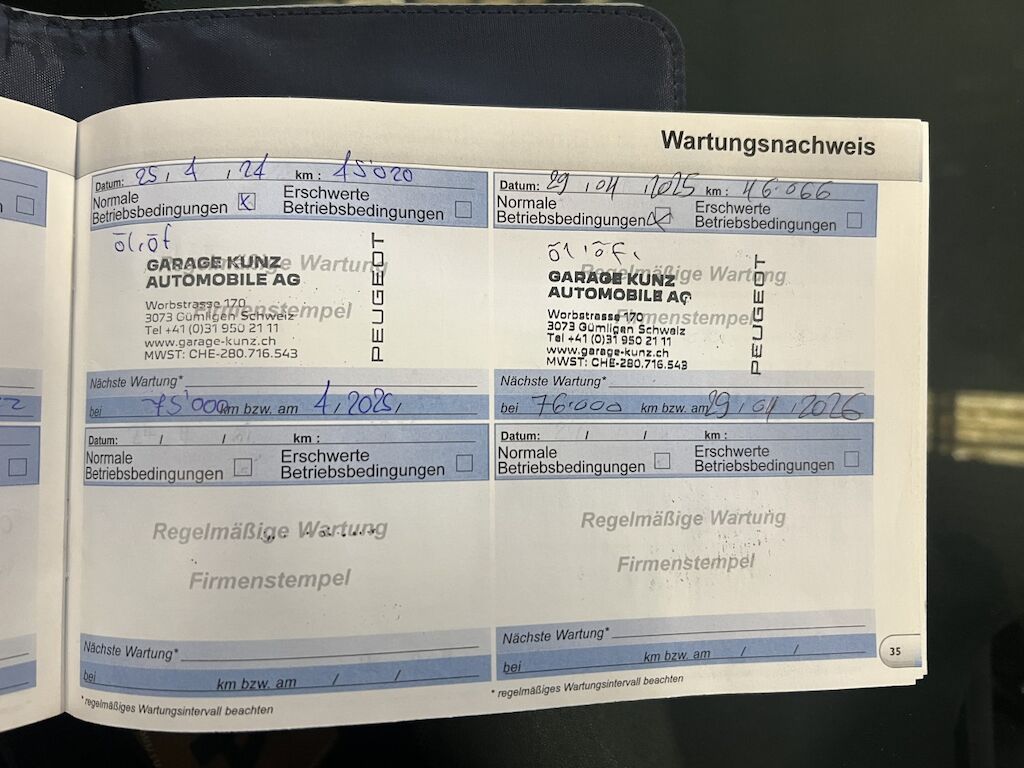 Wartungsnachweis
Datum: 25 , 4 , 24 km : 45'020
Normale Betriebsbedingungen x Erschwerte Betriebsbedingungen
öl, öf
Regelmäßige Wartung
Firmenstempel
GARAGE KUNZ
AUTOMOBILE AG
Worbstrasse 170
3073 Gümligen Schweiz
Tel +41 (0)31 950 21 11
www.garage-kunz.ch
MWST: CHE-280.716.543
PEUGEOT
Nächste Wartung*
bei 75'000 km bzw. am 4, 2025,
Datum: 29 , 04 , 2025 km : 46.066
Normale Betriebsbedingungen x Erschwerte Betriebsbedingungen
öl, öf,
Regelmäßige Wartung
Firmenstempel
GARAGE KUNZ
AUTOMOBILE AG
Worbstrasse 170
3073 Gümligen Schweiz
Tel +41 (0)31 950 21 11
www.garage-kunz.ch
MWST: CHE-280.716.543
PEUGEOT
Nächste Wartung*
bei 76.000 km bzw. am 29 , 04 , 2026
Datum: / / km :
Normale Betriebsbedingungen Erschwerte Betriebsbedingungen
Regelmäßige Wartung
Firmenstempel
Nächste Wartung*
bei km bzw. am / /
* regelmäßiges Wartungsintervall beachten
Datum: / / km :
Normale Betriebsbedingungen Erschwerte Betriebsbedingungen
Regelmäßige Wartung
Firmenstempel
Nächste Wartung*
bei km bzw. am / /
* regelmäßiges Wartungsintervall beachten
35